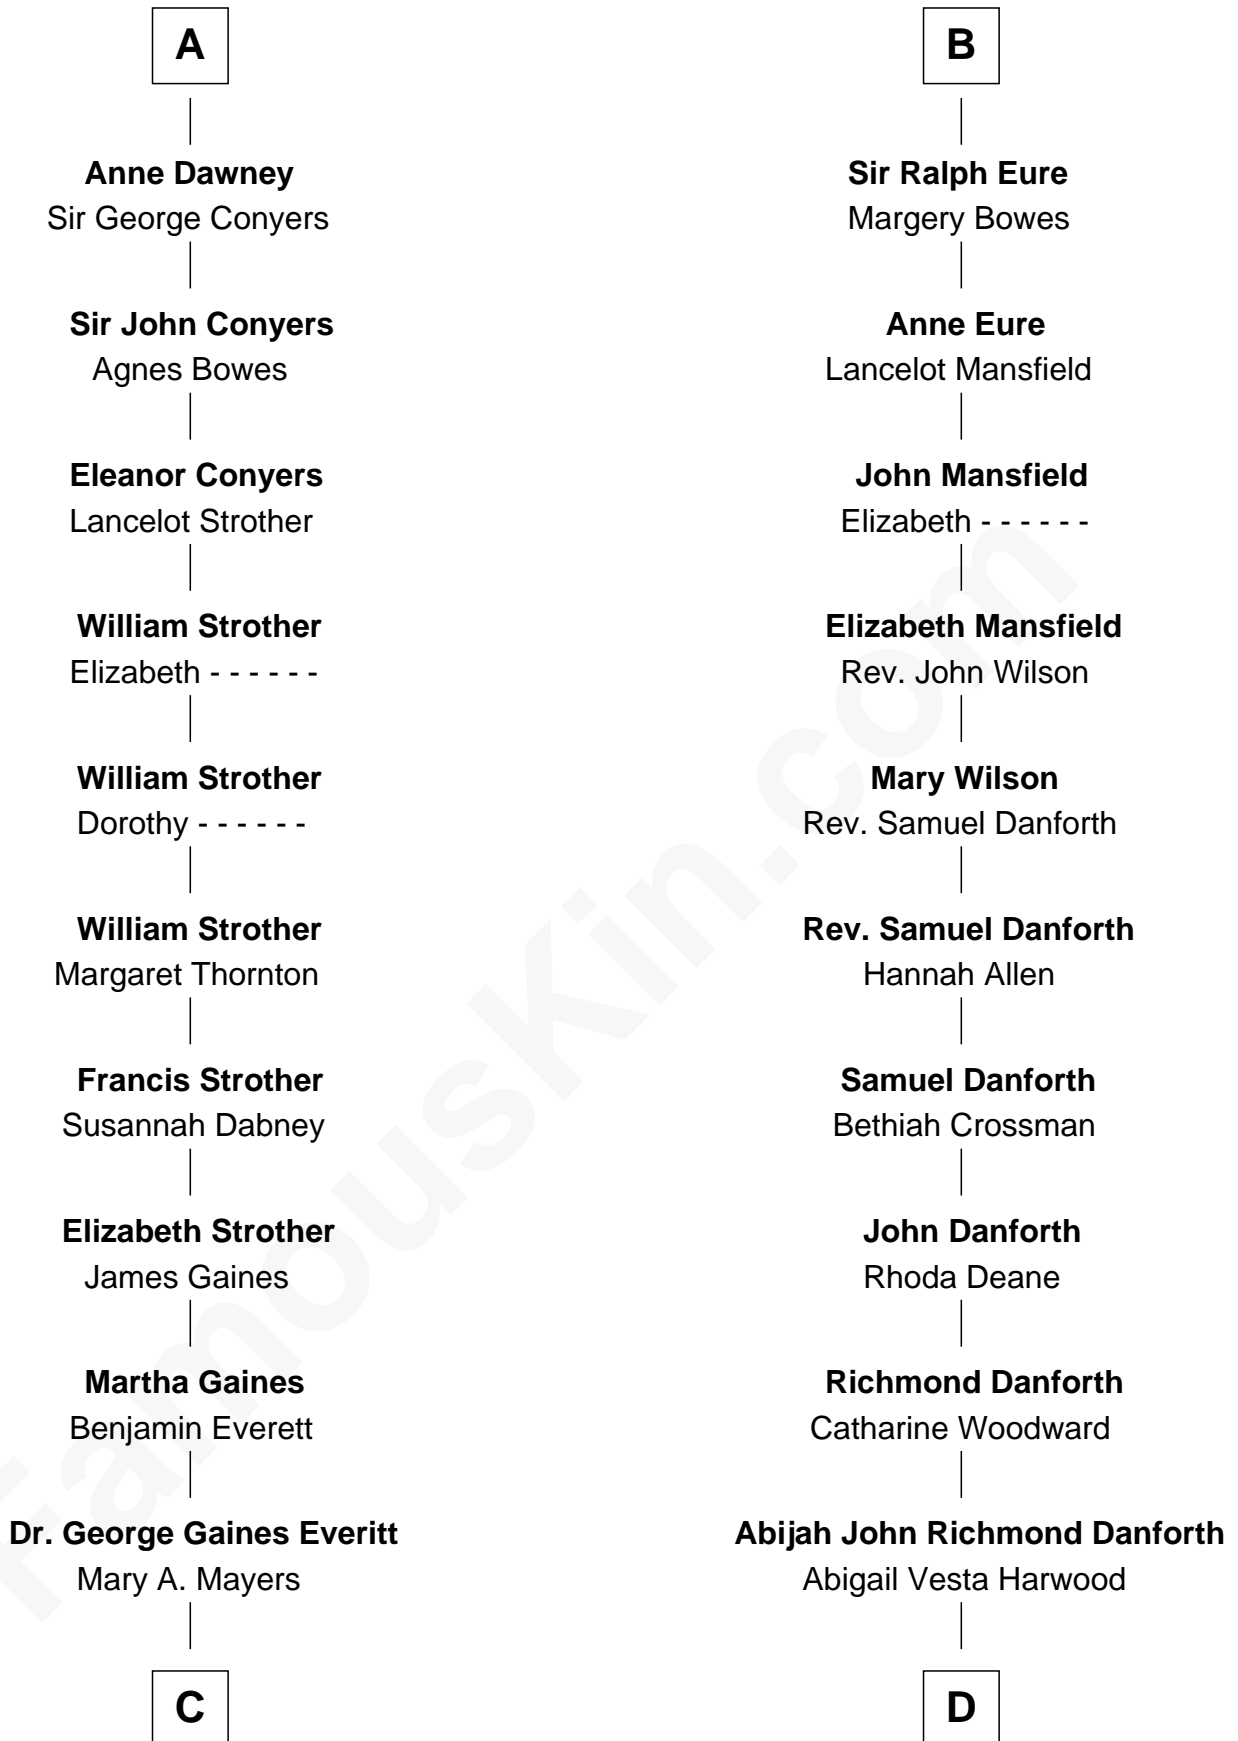 A
Anne Dawney
Sir George Conyers
Sir John Conyers
Agnes Bowes
Eleanor Conyers
Lancelot Strother
William Strother
Elizabeth - - - - - -
William Strother
Dorothy - - - - - -
William Strother
Margaret Thornton
Francis Strother
Susannah Dabney
Elizabeth Strother
James Gaines
Martha Gaines
Benjamin Everett
Dr. George Gaines Everitt
Mary A. Mayers
C
B
Sir Ralph Eure
Margery Bowes
Anne Eure
Lancelot Mansfield
John Mansfield
Elizabeth - - - - - -
Elizabeth Mansfield
Rev. John Wilson
Mary Wilson
Rev. Samuel Danforth
Rev. Samuel Danforth
Hannah Allen
Samuel Danforth
Bethiah Crossman
John Danforth
Rhoda Deane
Richmond Danforth
Catharine Woodward
Abijah John Richmond Danforth
Abigail Vesta Harwood
D
FamousKin.com